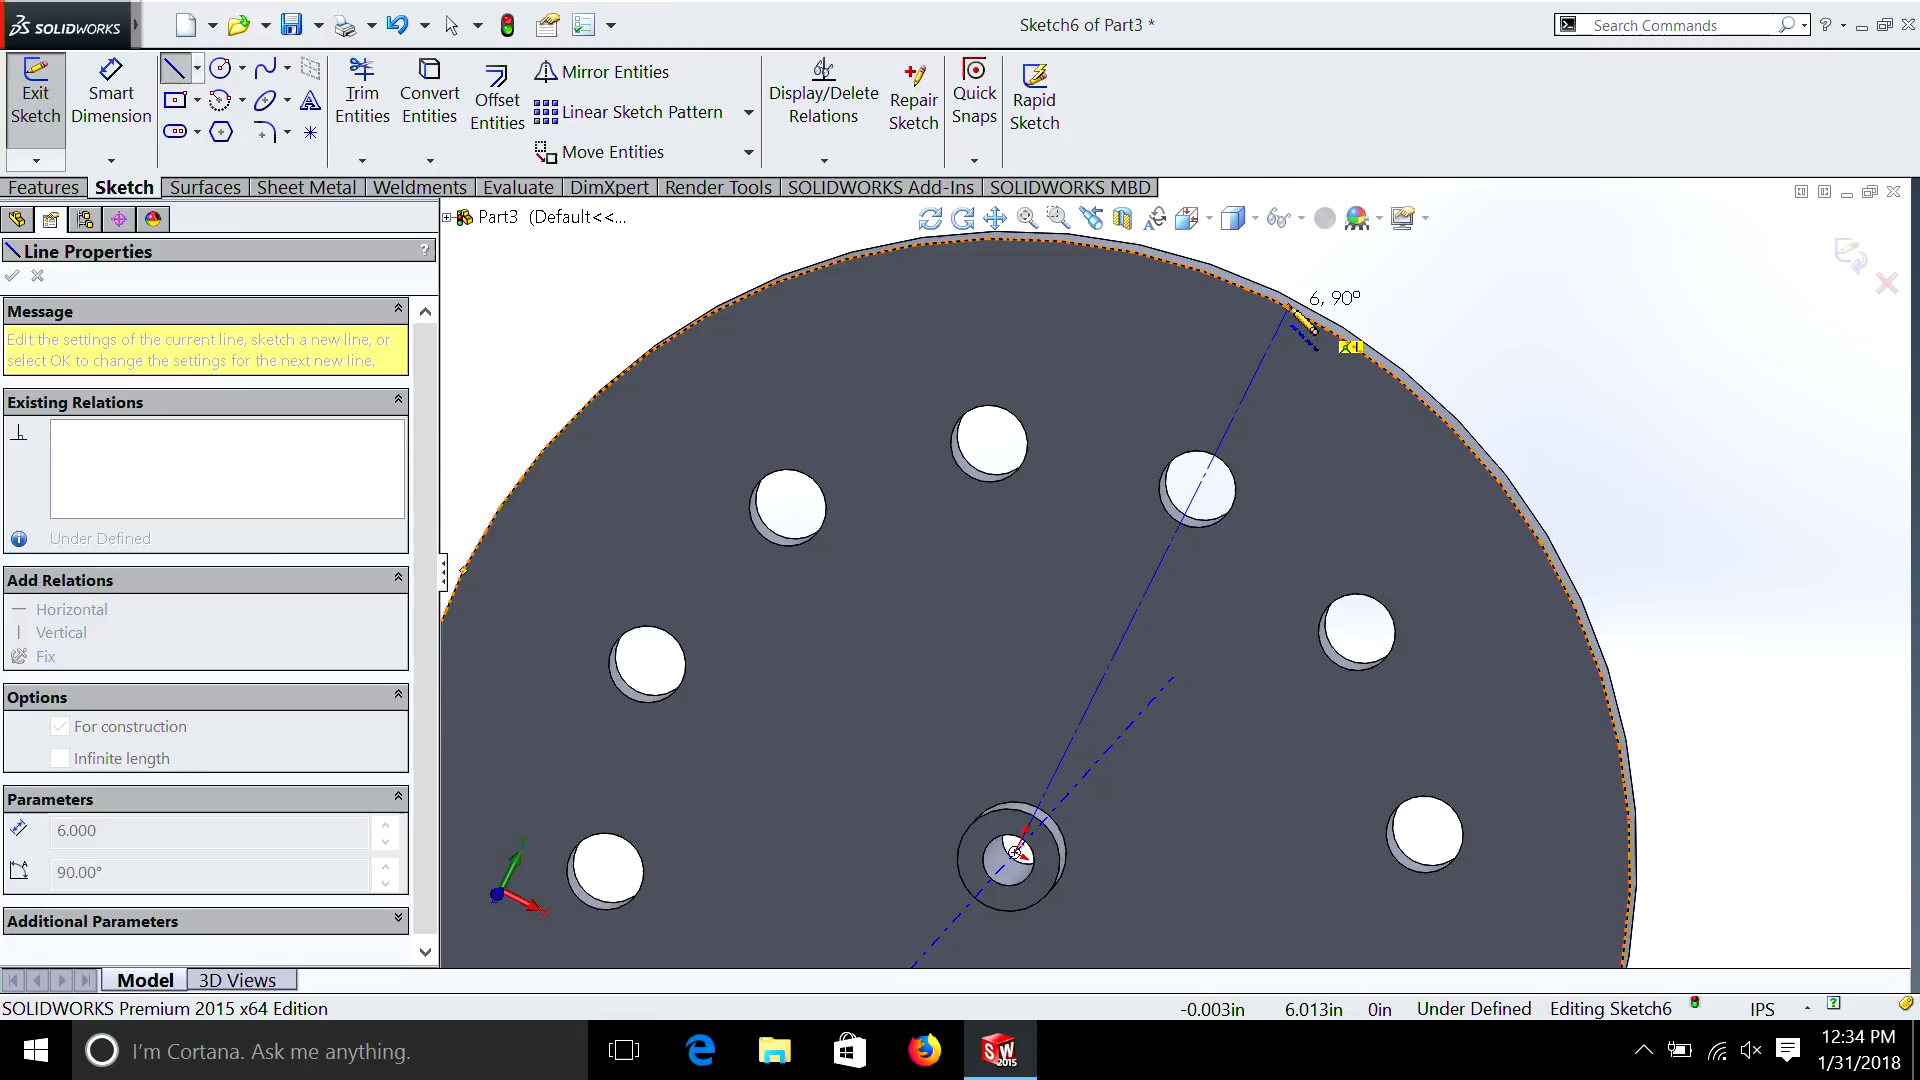 SOLIDWORKS
Sketch6 of Part3 *
Search Commands
?
Exit
Sketch
Smart
Dimension
Trim
Entities
Convert
Entities
Offset
Entities
Mirror Entities
Linear Sketch Pattern
Move Entities
Display/Delete
Relations
Repair
Sketch
Quick
Snaps
Rapid
Sketch
Features Sketch Surfaces Sheet Metal Weldments Evaluate DimXpert Render Tools SOLIDWORKS Add-Ins SOLIDWORKS MBD
Part3 (Default<<...
Line Properties ?
Message
Edit the settings of the current line, sketch a new line, or
select OK to change the settings for the next new line.
Existing Relations
Under Defined
Add Relations
Horizontal
Vertical
Fix
Options
For construction
Infinite length
Parameters
6.000
90.00°
Additional Parameters
6, 90°
Y
X
Model 3D Views
SOLIDWORKS Premium 2015 x64 Edition
-0.003in 6.013in 0in Under Defined Editing Sketch6 IPS ?
I'm Cortana. Ask me anything.
SW
2015
12:34 PM
1/31/2018